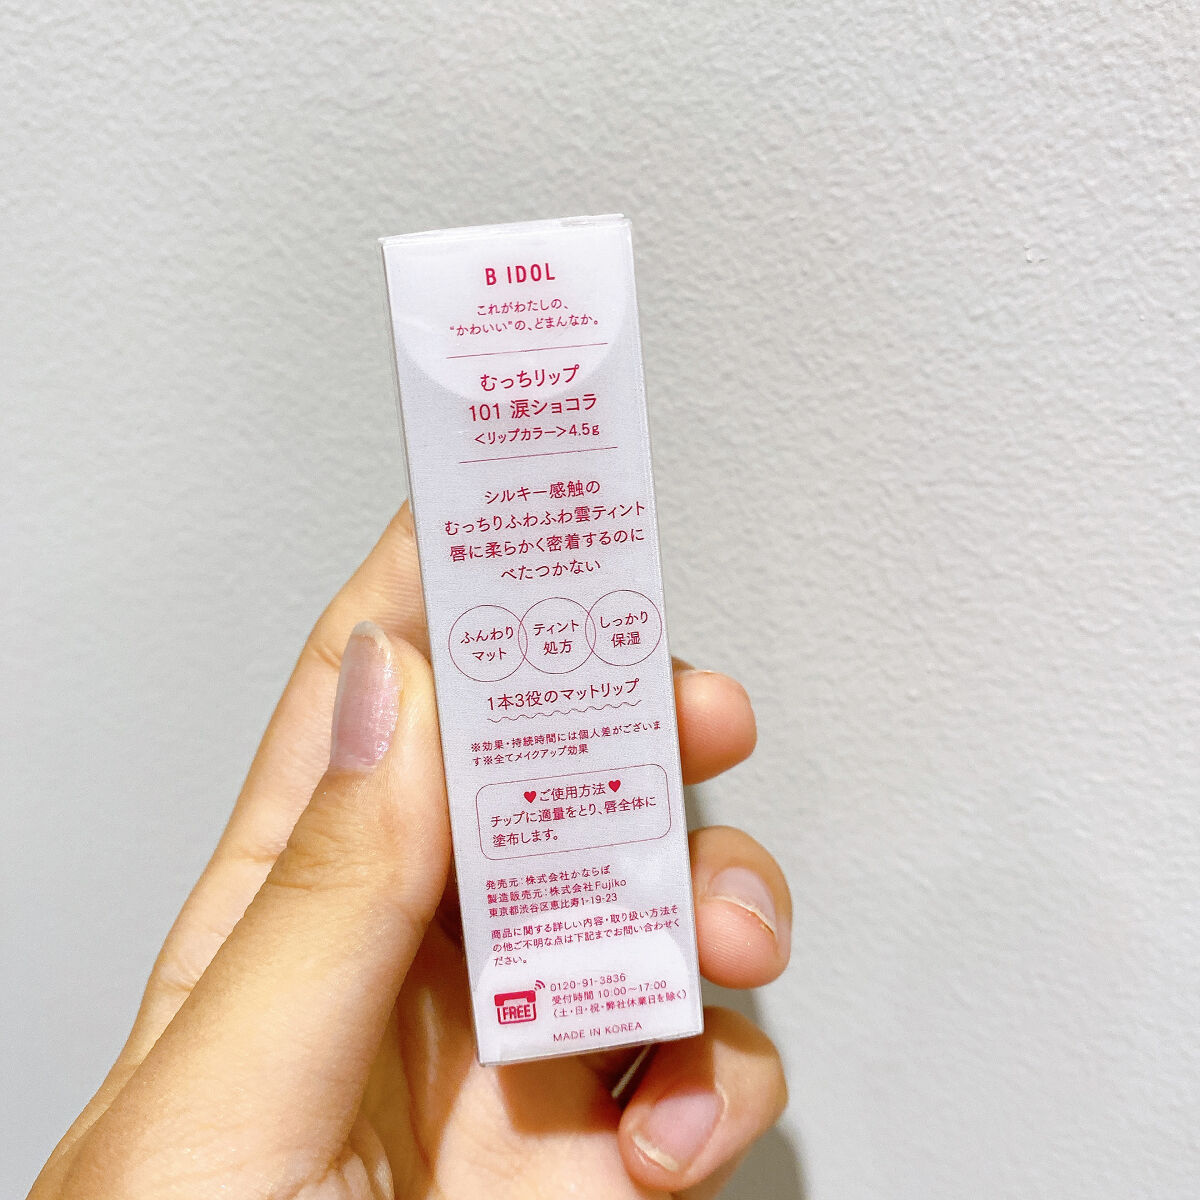 B IDOL
これがわたしの、
“かわいい”の、どまんなか。
むっちリップ
101 涙ショコラ
＜リップカラー＞4.5g
シルキー感触の
むっちりふわふわ雲ティント
唇に柔らかく密着するのに
べたつかない
ふんわり
マット
ティント
処方
しっかり
保湿
1本3役のマットリップ
※効果・持続時間には個人差がございま
す※全てメイクアップ効果
♥ご使用方法♥
チップに適量をとり、唇全体に
塗布します。
発売元：株式会社かならぼ
製造販売元：株式会社Fujiko
東京都渋谷区恵比寿1-19-23
商品に関する詳しい内容・取り扱い方法そ
の他ご不明な点は下記までお問い合わせく
ださい。
FREE
0120-91-3836
受付時間 10:00〜17:00
（土・日・祝・弊社休業日を除く）
MADE IN KOREA